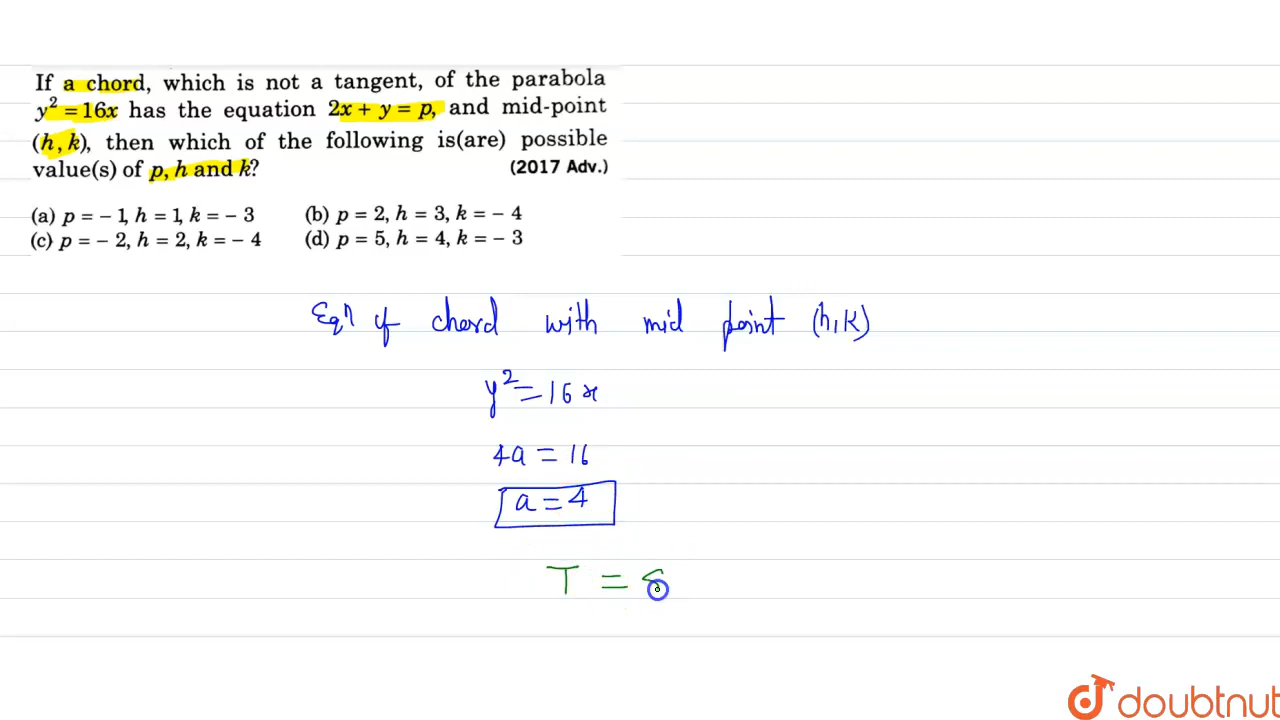 If a chord, which is not a tangent, of the parabola
y² = 16x has the equation 2x + y = p, and mid-point
(h, k), then which of the following is(are) possible
value(s) of p, h and k? (2017 Adv.)
(a) p = − 1, h = 1, k = − 3 (b) p = 2, h = 3, k = − 4
(c) p = − 2, h = 2, k = − 4 (d) p = 5, h = 4, k = − 3
Eqn of chord with mid point (h, k)
y² = 16x
4a = 16
a = 4
T = S
doubtnut